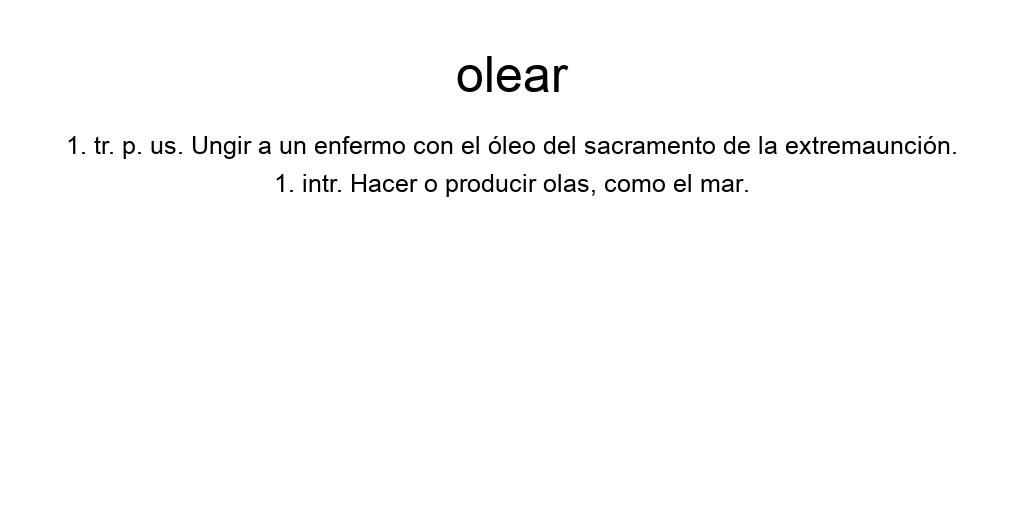 olear
1. tr. p. us. Ungir a un enfermo con el óleo del sacramento de la extremaunción.
1. intr. Hacer o producir olas, como el mar.